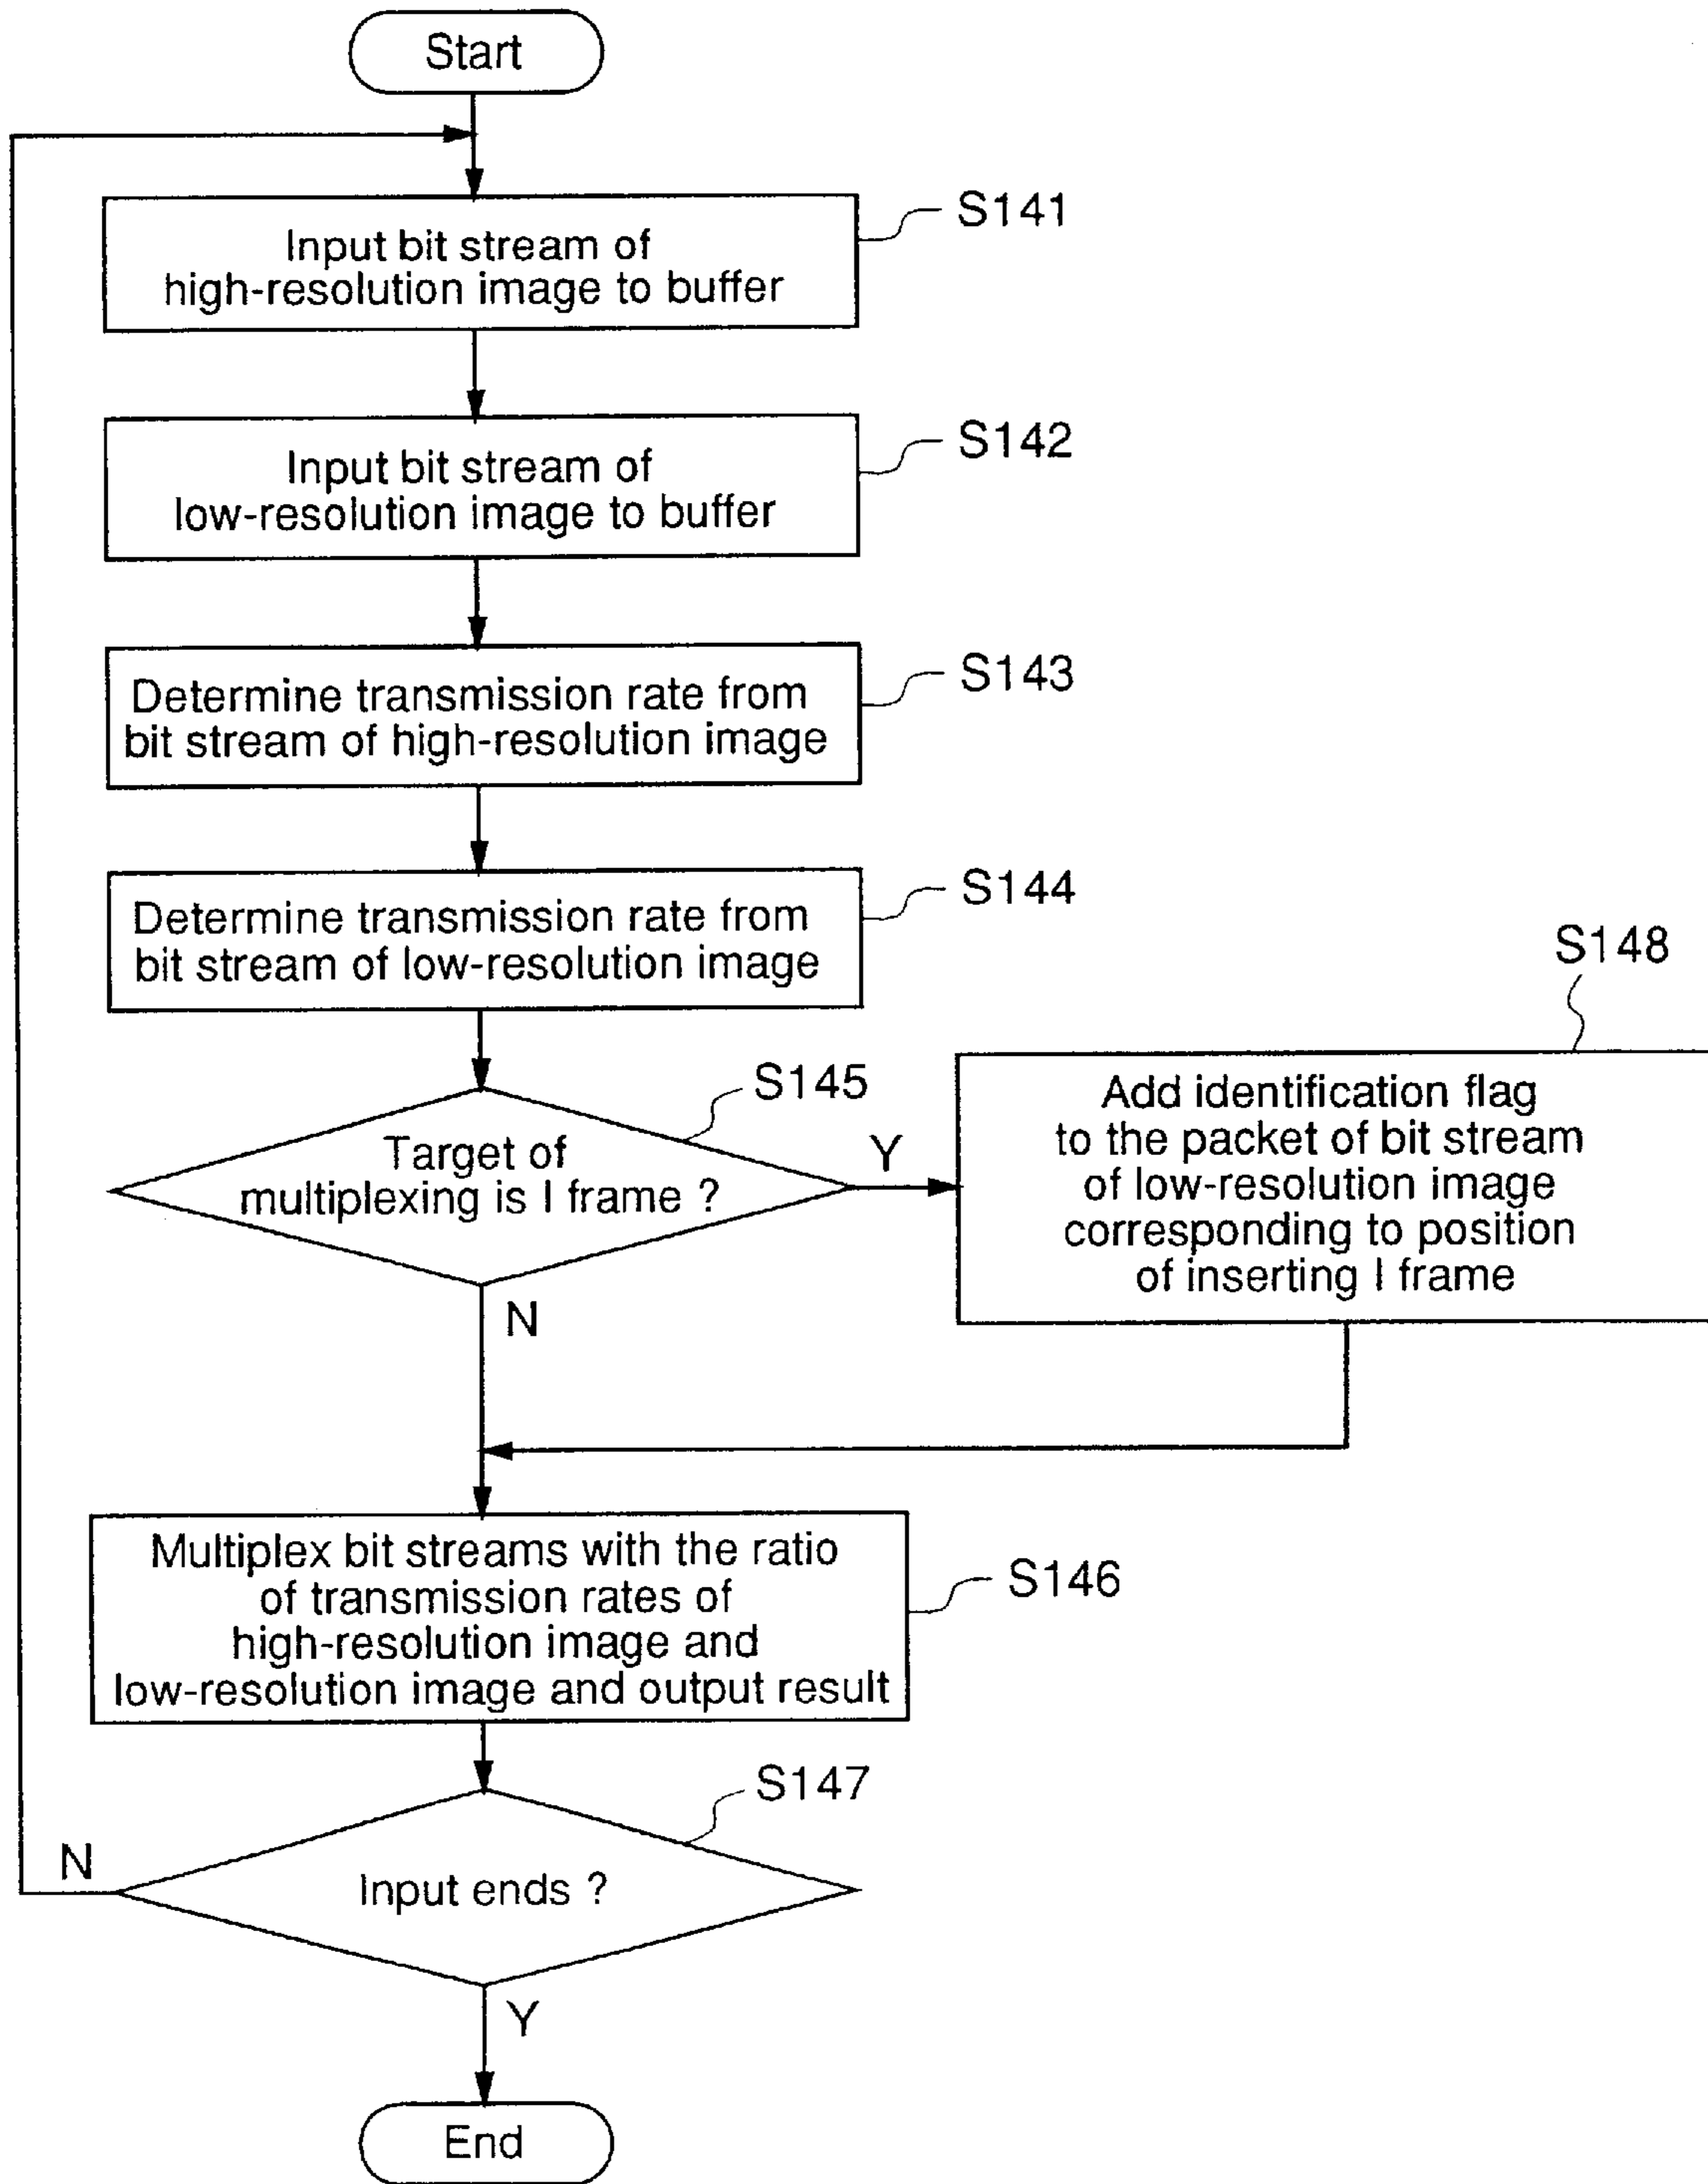 Start
S141
Input bit stream of
high-resolution image to buffer
S142
Input bit stream of
low-resolution image to buffer
S143
Determine transmission rate from
bit stream of high-resolution image
S144
Determine transmission rate from
bit stream of low-resolution image
S145
Target of
multiplexing is I frame ?
Y
N
S148
Add identification flag
to the packet of bit stream
of low-resolution image
corresponding to position
of inserting I frame
S146
Multiplex bit streams with the ratio
of transmission rates of
high-resolution image and
low-resolution image and output result
S147
Input ends ?
N
Y
End